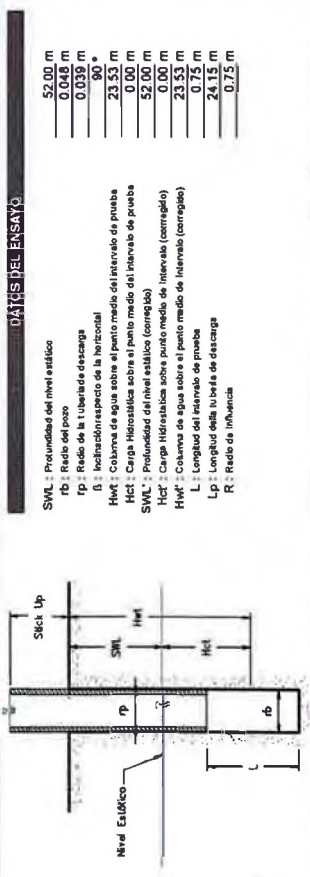 DATOS DEL ENSAYO
SWL : Profundidad del nivel estático 52.00 m
rb : Radio del pozo 0.048 m
rp : Radio de la tubería de descarga 0.039 m
ß : Inclinación respecto de la horizontal 90 °
Hwt : Columna de agua sobre el punto medio del intervalo de prueba 23.53 m
Hct : Carga Hidrostática sobre el punto medio del intervalo de prueba 0.00 m
SWL' : Profundidad del nivel estático (corregido) 52.00 m
Hct' : Carga Hidrostatica sobre punto medio de Intervalo (corrregido) 0.00 m
Hwt' : Columna de agua sobre el punto medio de Intervalo (corregido) 23.53 m
L : Longitud del intervalo de prueba 0.75 m
Lp : Longitud della tubería de descarga 24.15 m
R : Radio de Influencia 0.75 m
Stick Up
SWL
Hwt
Hct
rp
Nivel Estático
rb
L